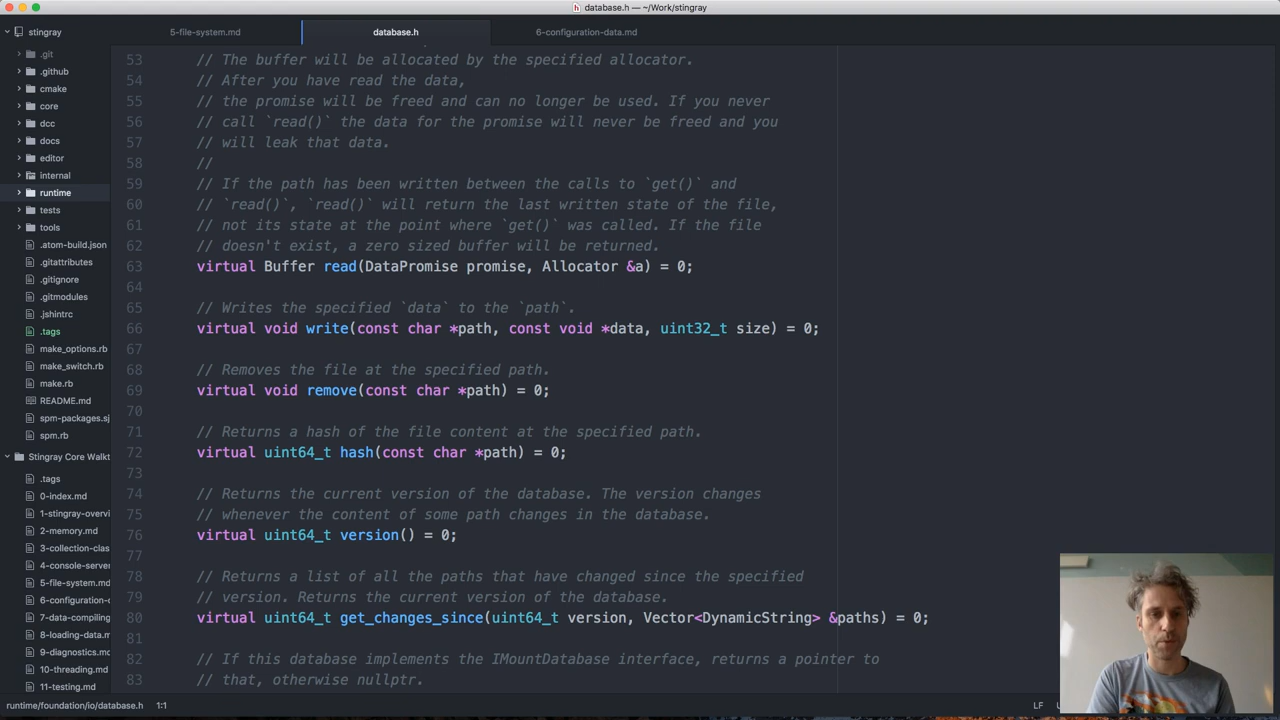 database.h — ~/Work/stingray
stingray
5-file-system.md
database.h
6-configuration-data.md
.git
.github
cmake
core
dcc
docs
editor
internal
runtime
tests
tools
.atom-build.json
.gitattributes
.gitignore
.gitmodules
.jshintrc
.tags
make_options.rb
make_switch.rb
make.rb
README.md
spm-packages.sj
spm.rb
Stingray Core Walkt
.tags
0-index.md
1-stingray-overvi
2-memory.md
3-collection-clas
4-console-server
5-file-system.md
6-configuration-d
7-data-compiling
8-loading-data.m
9-diagnostics.md
10-threading.md
11-testing.md
53 // The buffer will be allocated by the specified allocator.
54 // After you have read the data,
55 // the promise will be freed and can no longer be used. If you never
56 // call `read()` the data for the promise will never be freed and you
57 // will leak that data.
58 //
59 // If the path has been written between the calls to `get()` and
60 // `read()`, `read()` will return the last written state of the file,
61 // not its state at the point where `get()` was called. If the file
62 // doesn't exist, a zero sized buffer will be returned.
63 virtual Buffer read(DataPromise promise, Allocator &a) = 0;
64
65 // Writes the specified `data` to the `path`.
66 virtual void write(const char *path, const void *data, uint32_t size) = 0;
67
68 // Removes the file at the specified path.
69 virtual void remove(const char *path) = 0;
70
71 // Returns a hash of the file content at the specified path.
72 virtual uint64_t hash(const char *path) = 0;
73
74 // Returns the current version of the database. The version changes
75 // whenever the content of some path changes in the database.
76 virtual uint64_t version() = 0;
77
78 // Returns a list of all the paths that have changed since the specified
79 // version. Returns the current version of the database.
80 virtual uint64_t get_changes_since(uint64_t version, Vector<DynamicString> &paths) = 0;
81
82 // If this database implements the IMountDatabase interface, returns a pointer to
83 // that, otherwise nullptr.
runtime/foundation/io/database.h 1:1
LF